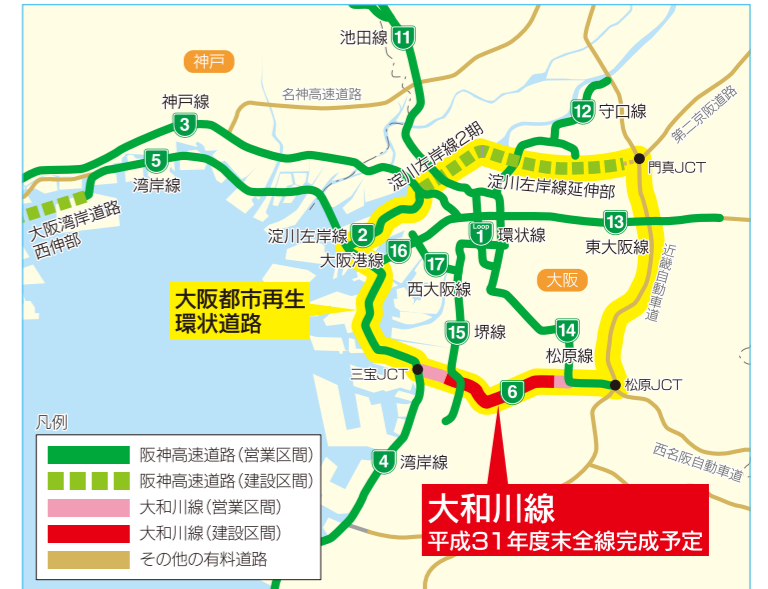 池田線
11
神戸
名神高速道路
神戸線
3
12
守口線
第二京阪道路
5
湾岸線
淀川左岸線2期
門真JCT
淀川左岸線延伸部
大阪湾岸道路
西伸部
淀川左岸線
2
大阪港線
16
Loop
1
環状線
13
東大阪線
17
西大阪線
大阪
近畿自動車道
大阪都市再生
環状道路
15
堺線
14
松原線
三宝JCT
6
松原JCT
4
湾岸線
西名阪自動車道
凡例
阪神高速道路(営業区間)
阪神高速道路(建設区間)
大和川線(営業区間)
大和川線(建設区間)
その他の有料道路
大和川線
平成31年度末全線完成予定